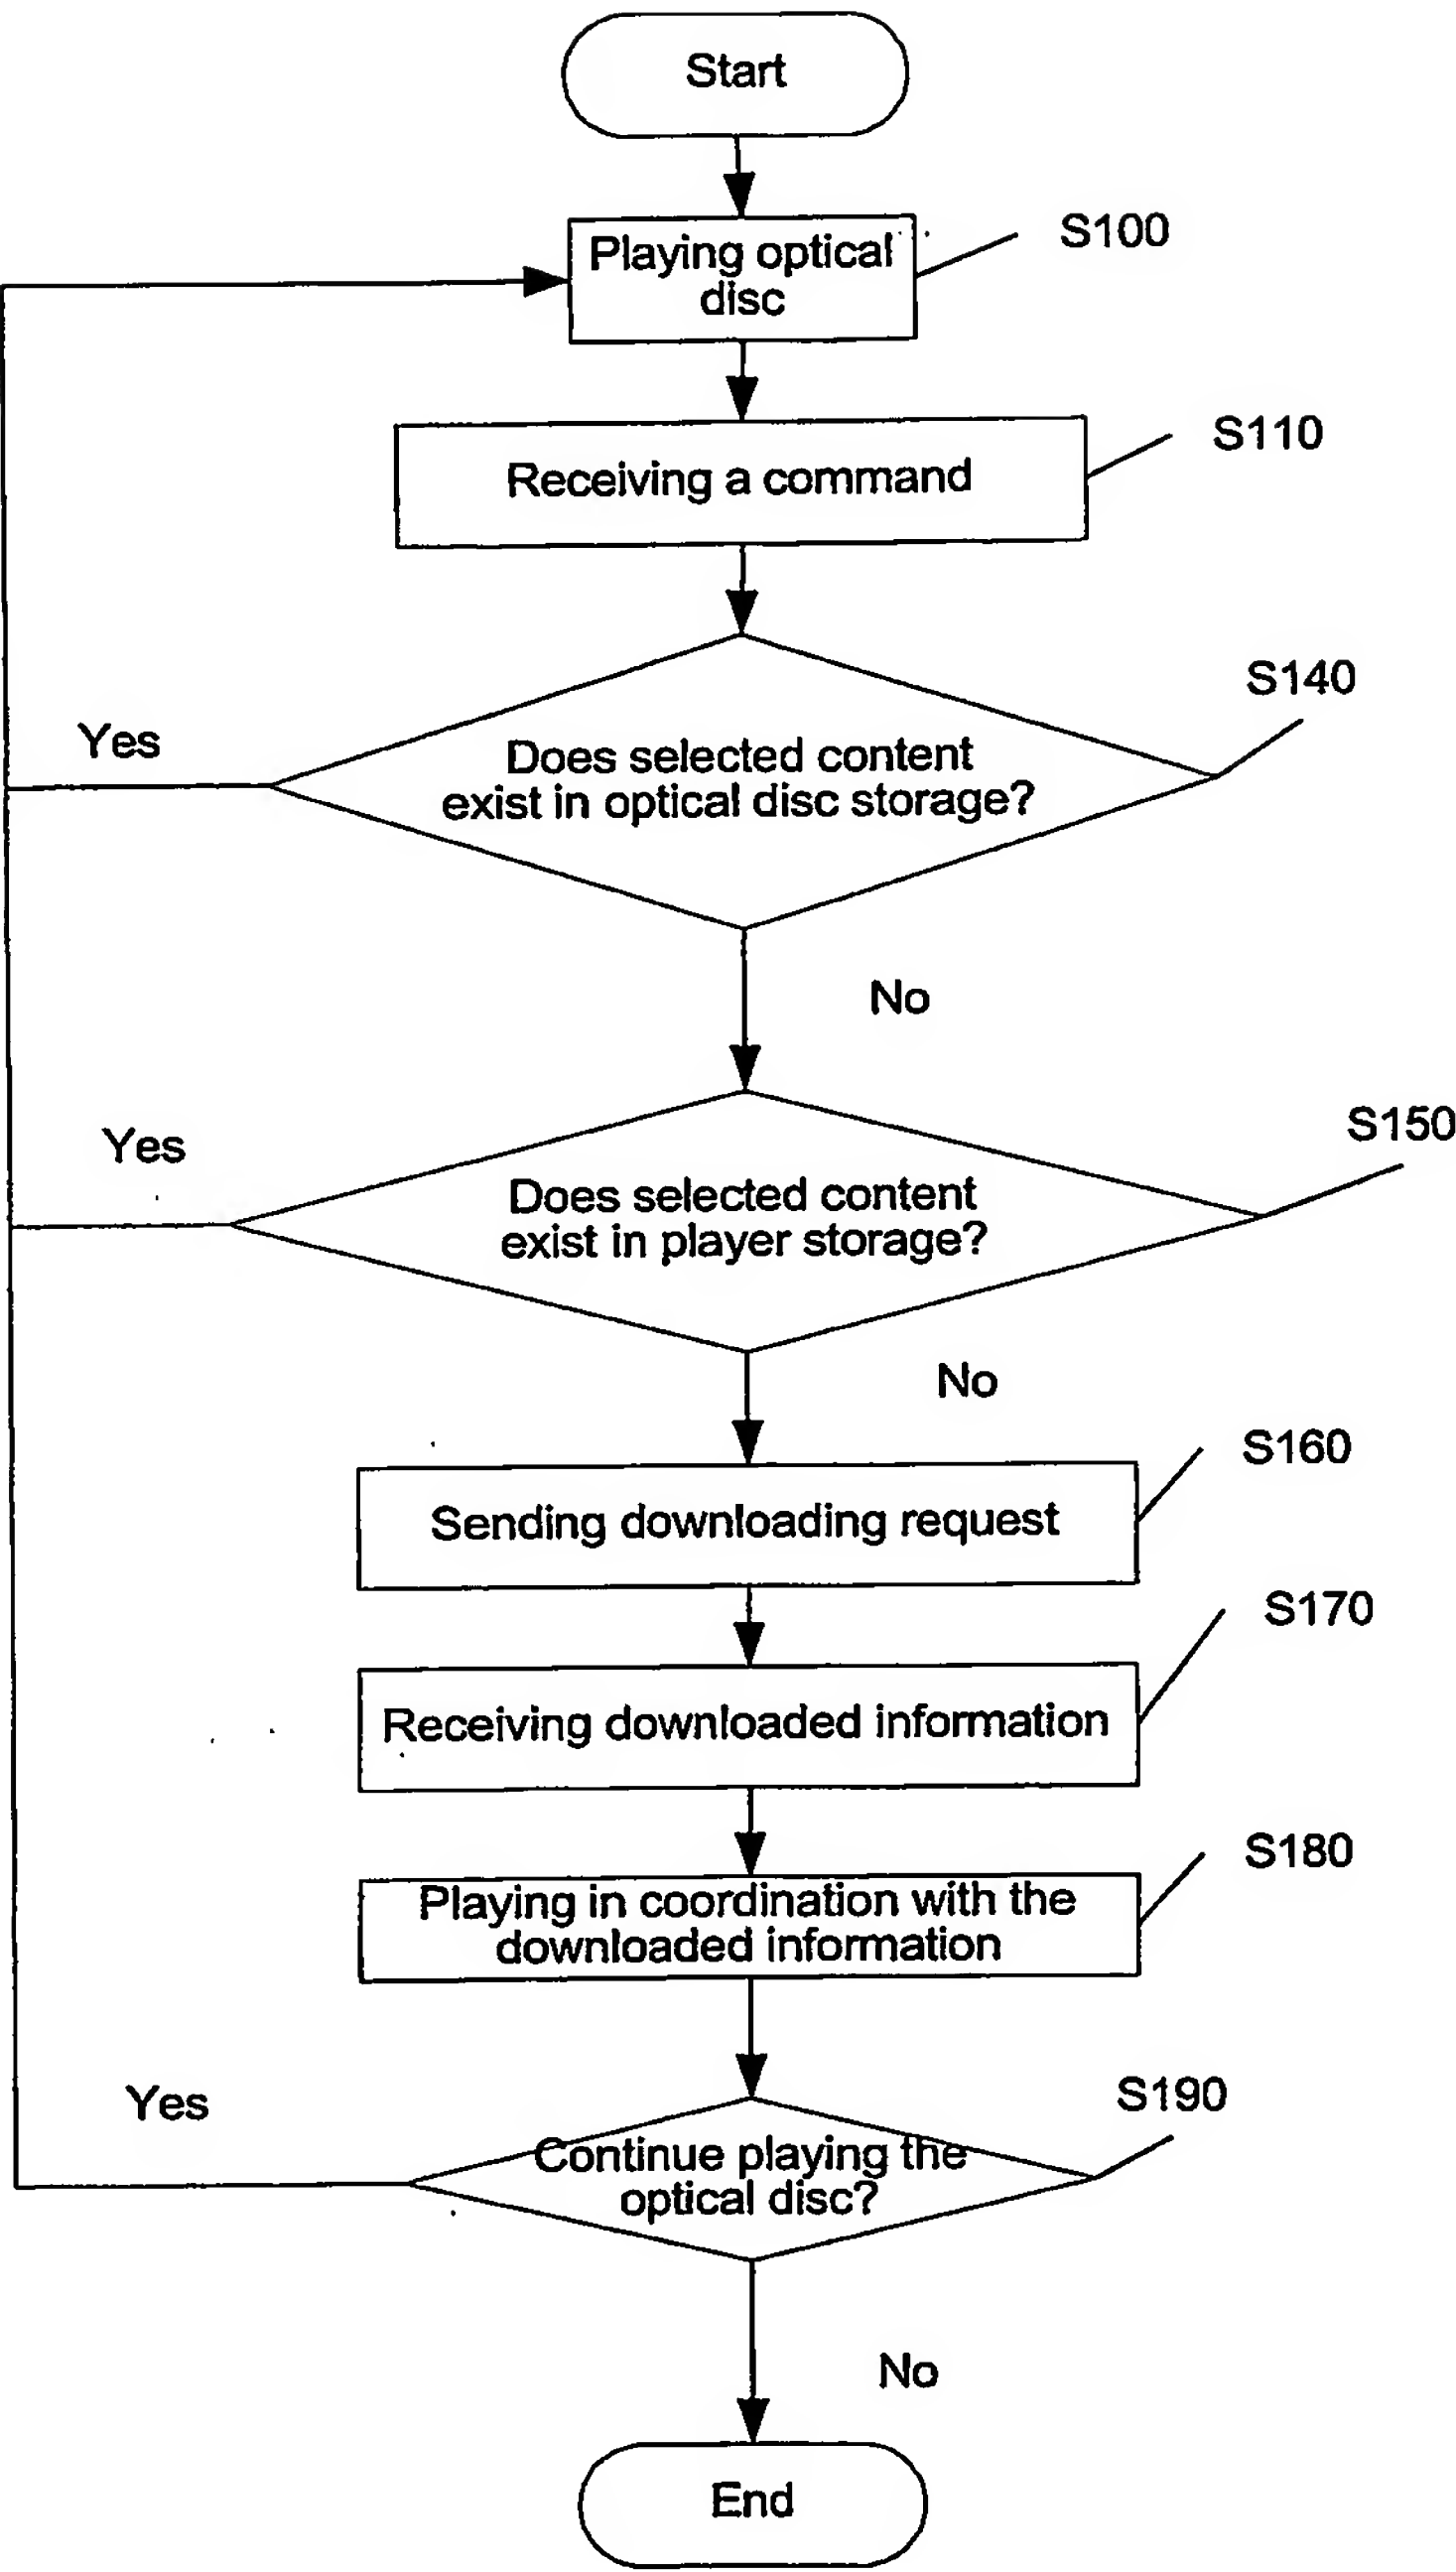 Start
Playing optical
disc
S100
Receiving a command
S110
S140
Yes
Does selected content
exist in optical disc storage?
No
S150
Yes
Does selected content
exist in player storage?
No
S160
Sending downloading request
S170
Receiving downloaded information
S180
Playing in coordination with the
downloaded information
S190
Yes
Continue playing the
optical disc?
No
End